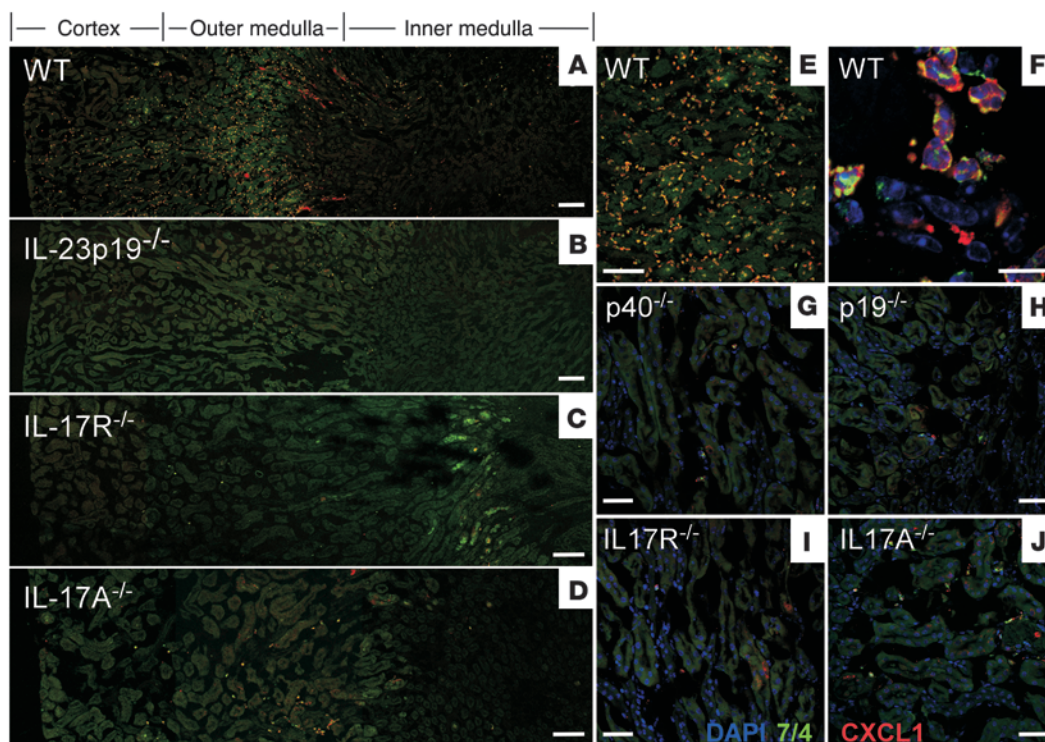 Cortex Outer medulla Inner medulla
WT A
IL-23p19-/- B
IL-17R-/- C
IL-17A-/- D
WT E
WT F
p40-/- G
p19-/- H
IL17R-/- I
DAPI 7/4
IL17A-/- J
CXCL1